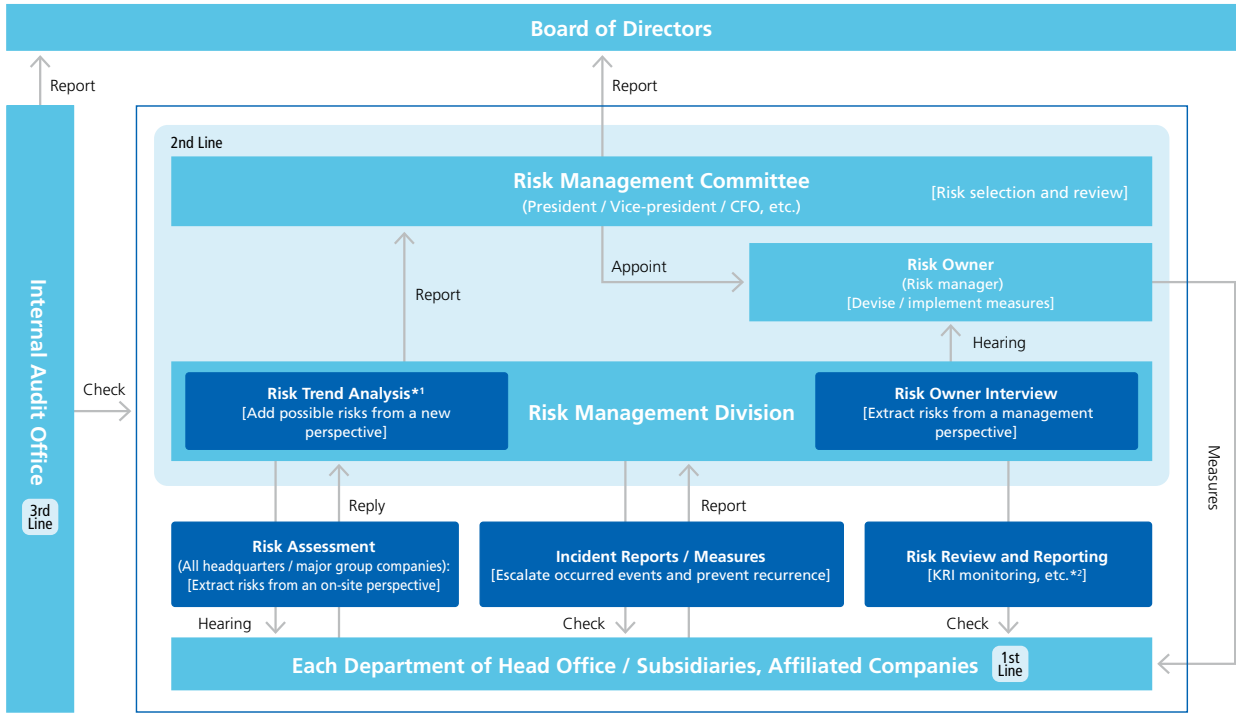 Board of Directors
Report
Report
Internal Audit Office
3rd
Line
Check
2nd Line
Risk Management Committee
(President / Vice-president / CFO, etc.)
[Risk selection and review]
Appoint
Report
Risk Owner
(Risk manager)
[Devise / implement measures]
Hearing
Measures
Risk Trend Analysis*1
[Add possible risks from a new
perspective]
Risk Management Division
Risk Owner Interview
[Extract risks from a management
perspective]
Reply
Report
Risk Assessment
(All headquarters / major group companies):
[Extract risks from an on-site perspective]
Incident Reports / Measures
[Escalate occurred events and prevent recurrence]
Risk Review and Reporting
[KRI monitoring, etc.*2]
Hearing
Check
Check
Each Department of Head Office / Subsidiaries, Affiliated Companies
1st
Line